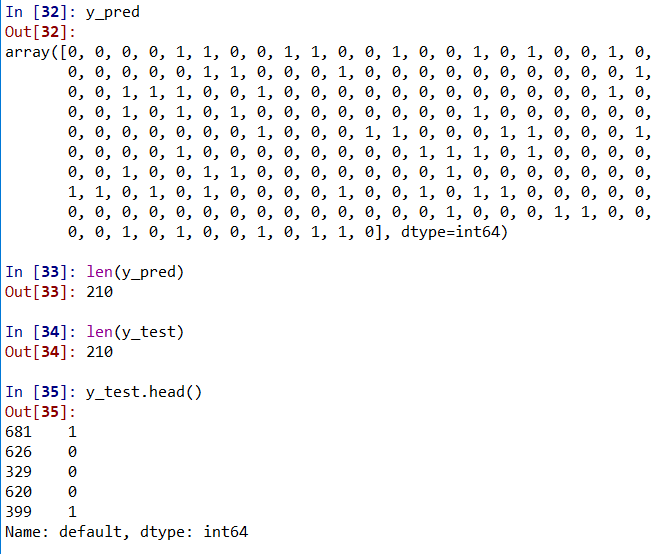 In [32]: y_pred
Out[32]:
array([0, 0, 0, 0, 1, 1, 0, 0, 1, 1, 0, 0, 1, 0, 0, 1, 0, 1, 0, 0, 1, 0,
0, 0, 0, 0, 0, 1, 1, 0, 0, 0, 1, 0, 0, 0, 0, 0, 0, 0, 0, 0, 0, 1,
0, 0, 1, 1, 1, 0, 0, 1, 0, 0, 0, 0, 0, 0, 0, 0, 0, 0, 0, 0, 1, 0,
0, 0, 1, 0, 1, 0, 1, 0, 0, 0, 0, 0, 0, 0, 0, 0, 1, 0, 0, 0, 0, 0, 0,
0, 0, 0, 0, 0, 0, 0, 1, 0, 0, 0, 1, 1, 0, 0, 0, 1, 1, 0, 0, 0, 1,
0, 0, 0, 0, 1, 0, 0, 0, 0, 0, 0, 0, 0, 1, 1, 1, 0, 1, 0, 0, 0, 0,
0, 0, 1, 0, 0, 1, 1, 0, 0, 0, 0, 0, 0, 0, 1, 0, 0, 0, 0, 0, 0, 0,
1, 1, 0, 1, 0, 1, 0, 0, 0, 0, 1, 0, 0, 1, 0, 1, 1, 0, 0, 0, 0, 0,
0, 0, 0, 0, 0, 0, 0, 0, 0, 0, 0, 0, 0, 0, 1, 0, 0, 0, 1, 1, 0, 0,
0, 0, 1, 0, 1, 0, 0, 1, 0, 1, 1, 0], dtype=int64)
In [33]: len(y_pred)
Out[33]: 210
In [34]: len(y_test)
Out[34]: 210
In [35]: y_test.head()
Out[35]:
681 1
626 0
329 0
620 0
399 1
Name: default, dtype: int64